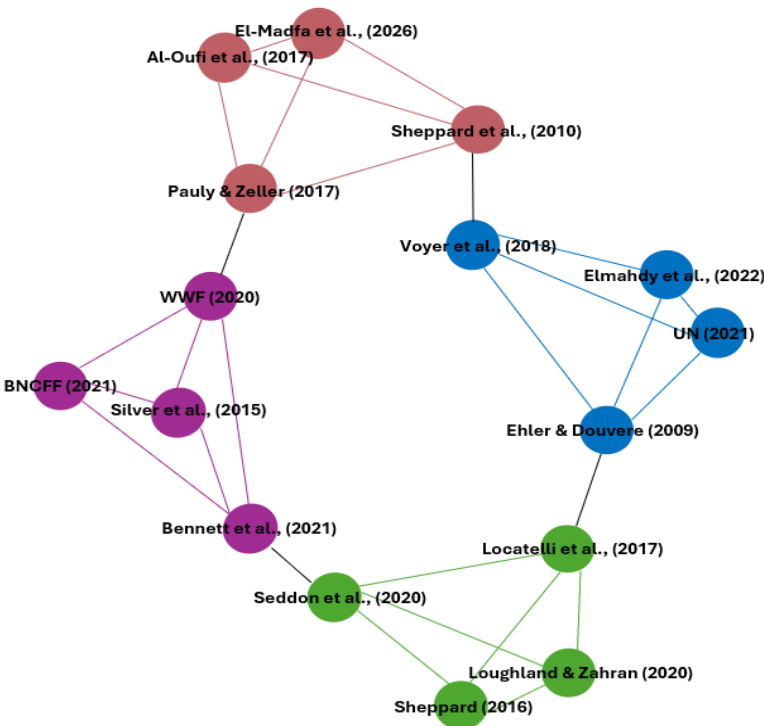 El-Madfa et al., (2026)
Al-Oufi et al., (2017)
Sheppard et al., (2010)
Pauly & Zeller (2017)
Voyer et al., (2018)
Elmahdy et al., (2022)
WWF (2020)
UN (2021)
BNCFF (2021)
Silver et al., (2015)
Ehler & Douvere (2009)
Bennett et al., (2021)
Locatelli et al., (2017)
Seddon et al., (2020)
Loughland & Zahran (2020)
Sheppard (2016)